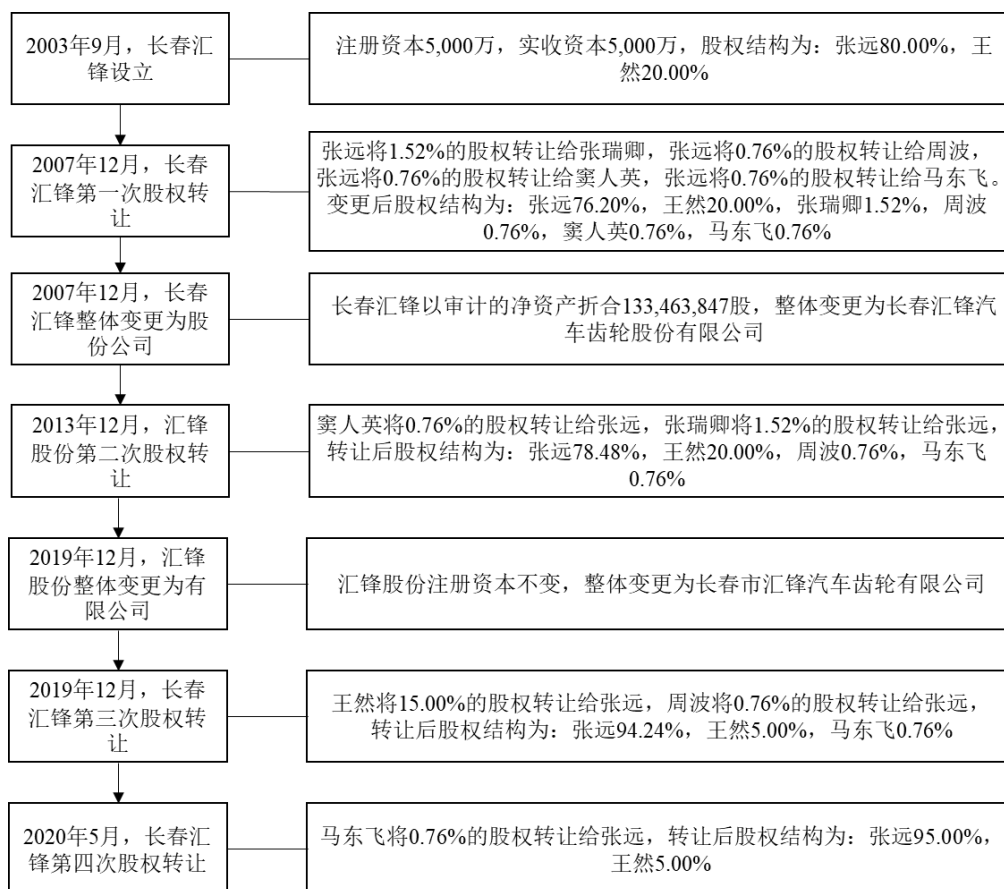 2003年9月，长春汇
锋设立
注册资本5,000万，实收资本5,000万，股权结构为：张远80.00%，王
然20.00%
2007年12月，长春
汇锋第一次股权转
让
张远将1.52%的股权转让给张瑞卿，张远将0.76%的股权转让给周波，
张远将0.76%的股权转让给窦人英，张远将0.76%的股权转让给马东飞。
变更后股权结构为：张远76.20%，王然20.00%，张瑞卿1.52%，周波
0.76%，窦人英0.76%，马东飞0.76%
2007年12月，长春
汇锋整体变更为股
份公司
长春汇锋以审计的净资产折合133,463,847股，整体变更为长春汇锋汽
车齿轮股份有限公司
2013年12月，汇锋
股份第二次股权转
让
窦人英将0.76%的股权转让给张远，张瑞卿将1.52%的股权转让给张远，
转让后股权结构为：张远78.48%，王然20.00%，周波0.76%，马东飞
0.76%
2019年12月，汇锋
股份整体变更为有
限公司
汇锋股份注册资本不变，整体变更为长春市汇锋汽车齿轮有限公司
2019年12月，长春
汇锋第三次股权转
让
王然将15.00%的股权转让给张远，周波将0.76%的股权转让给张远，
转让后股权结构为：张远94.24%，王然5.00%，马东飞0.76%
2020年5月，长春汇
锋第四次股权转让
马东飞将0.76%的股权转让给张远，转让后股权结构为：张远95.00%，
王然5.00%